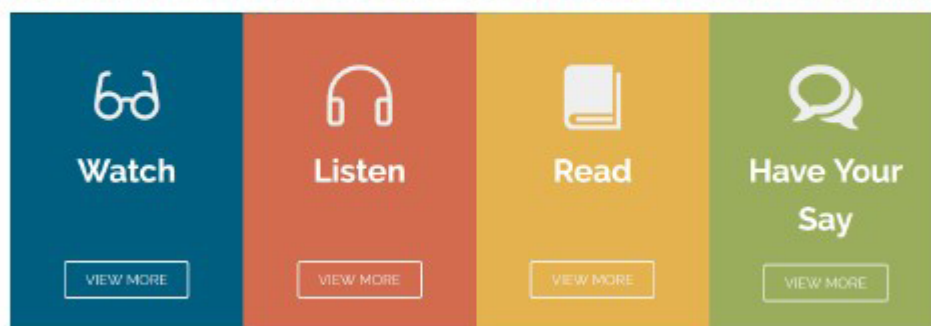 Watch
VIEW MORE
Listen
VIEW MORE
Read
VIEW MORE
Have Your
Say
VIEW MORE